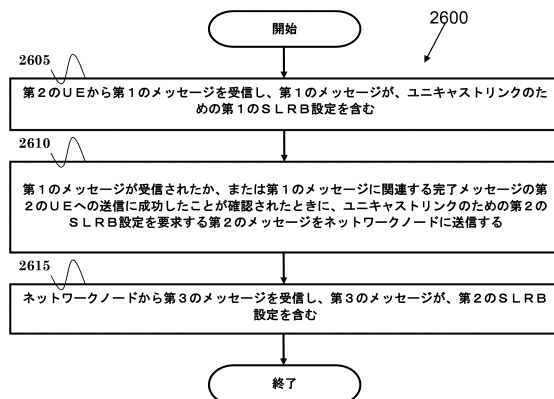 開始
2600
2605
第２のＵＥから第１のメッセージを受信し、第１のメッセージが、ユニキャストリンクのた
めの第１のＳＬＲＢ設定を含む
2610
第１のメッセージが受信されたか、または第１のメッセージに関連する完了メッセージの第
２のＵＥへの送信に成功したことが確認されたときに、ユニキャストリンクのための第２の
ＳＬＲＢ設定を要求する第２のメッセージをネットワークノードに送信する
2615
ネットワークノードから第３のメッセージを受信し、第３のメッセージが、第２のＳＬＲＢ
設定を含む
終了